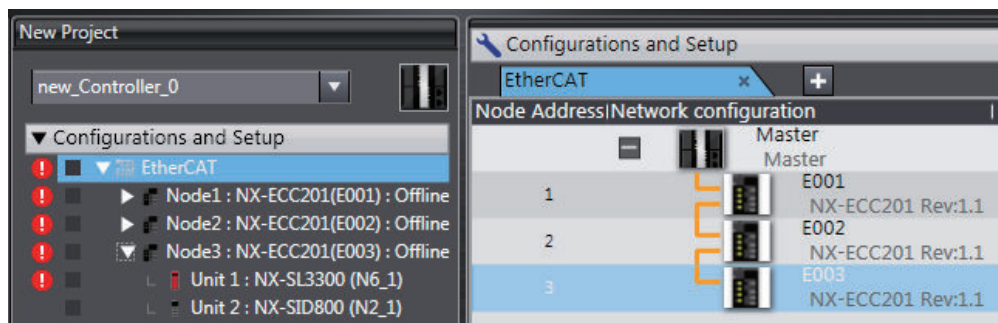 New Project
new_Controller_0
Configurations and Setup
EtherCAT
Node1 : NX-ECC201(E001) : Offline
Node2 : NX-ECC201(E002) : Offline
Node3 : NX-ECC201(E003) : Offline
Unit 1 : NX-SL3300 (N6_1)
Unit 2 : NX-SID800 (N2_1)
Configurations and Setup
EtherCAT
Node Address|Network configuration
Master
Master
1
E001
NX-ECC201 Rev:1.1
2
E002
NX-ECC201 Rev:1.1
3
E003
NX-ECC201 Rev:1.1